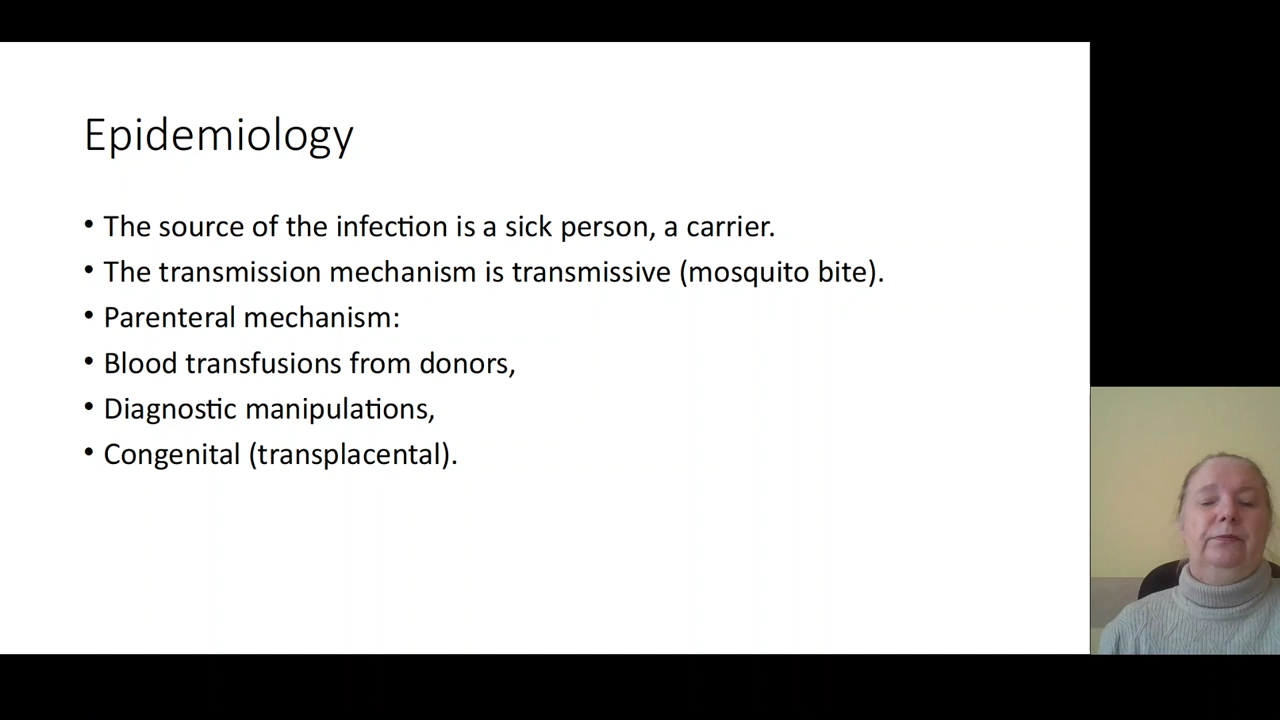 Epidemiology
• The source of the infection is a sick person, a carrier.
• The transmission mechanism is transmissive (mosquito bite).
• Parenteral mechanism:
• Blood transfusions from donors,
• Diagnostic manipulations,
• Congenital (transplacental).